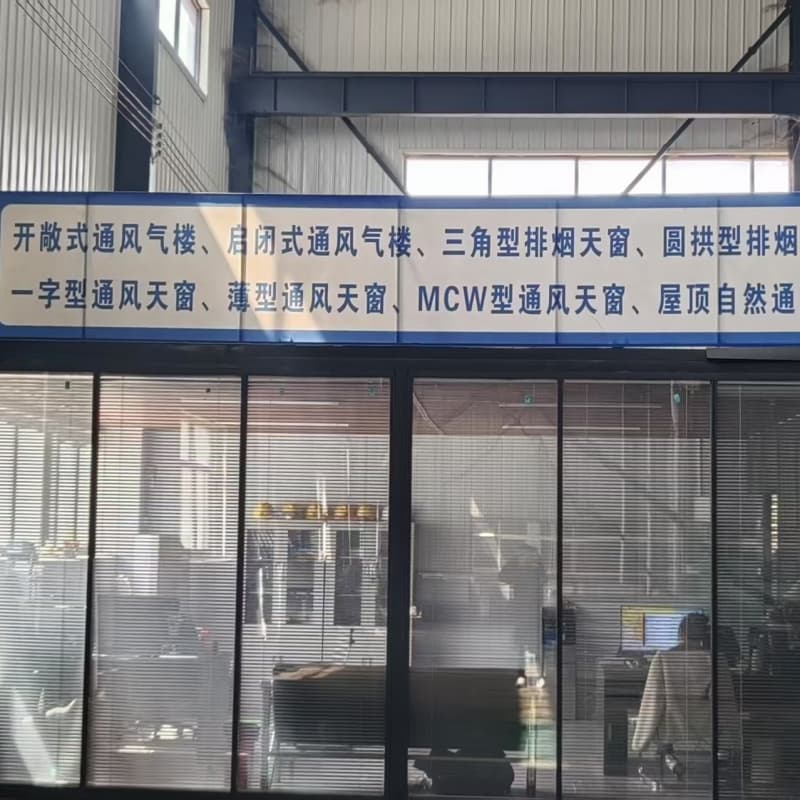 开敞式通风气楼、启闭式通风气楼、三角型排烟天窗、圆拱型排烟
一字型通风天窗、薄型通风天窗、MCW型通风天窗、屋顶自然通